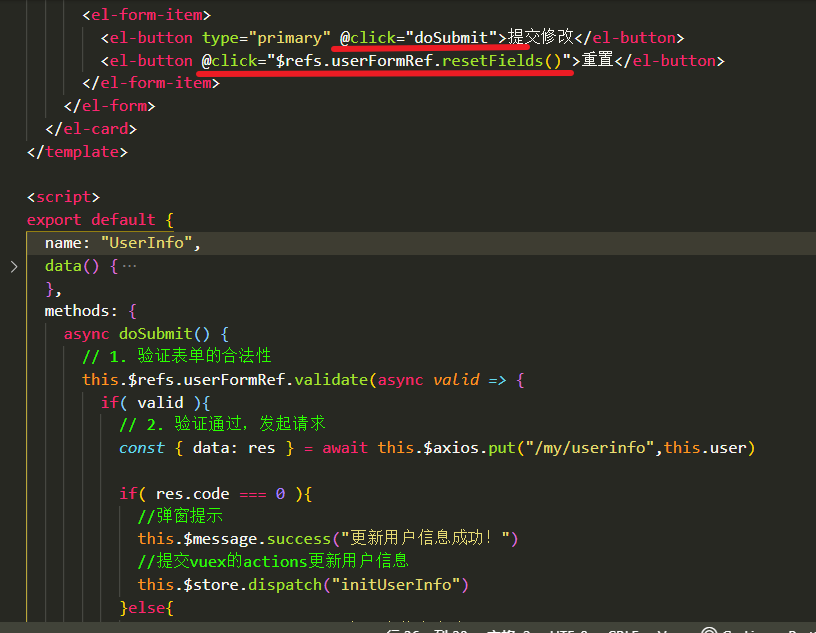 <el-form-item>
<el-button type="primary" @click="doSubmit">提交修改</el-button>
<el-button @click="$refs.userFormRef.resetFields()">重置</el-button>
</el-form-item>
</el-form>
</el-card>
</template>
<script>
export default {
name: "UserInfo",
data() {…
},
methods: {
async doSubmit() {
// 1. 验证表单的合法性
this.$refs.userFormRef.validate(async valid => {
if( valid ){
// 2. 验证通过，发起请求
const { data: res } = await this.$axios.put("/my/userinfo",this.user)
if( res.code === 0 ){
//弹窗提示
this.$message.success("更新用户信息成功！")
//提交vuex的actions更新用户信息
this.$store.dispatch("initUserInfo")
}else{